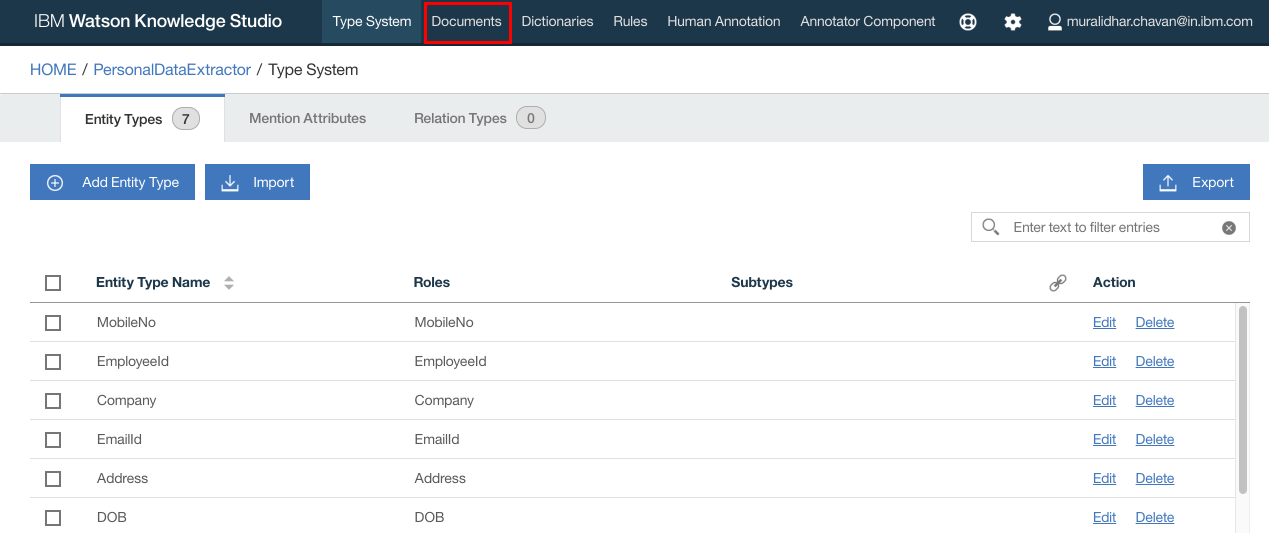 IBM Watson Knowledge Studio Type System Documents Dictionaries Rules Human Annotation Annotator Component muralidhar.chavan@in.ibm.com
HOME / PersonalDataExtractor / Type System
Entity Types 7 Mention Attributes Relation Types 0
Add Entity Type Import Export
Enter text to filter entries
Entity Type Name Roles Subtypes Action
MobileNo MobileNo Edit Delete
EmployeeId EmployeeId Edit Delete
Company Company Edit Delete
EmailId EmailId Edit Delete
Address Address Edit Delete
DOB DOB Edit Delete